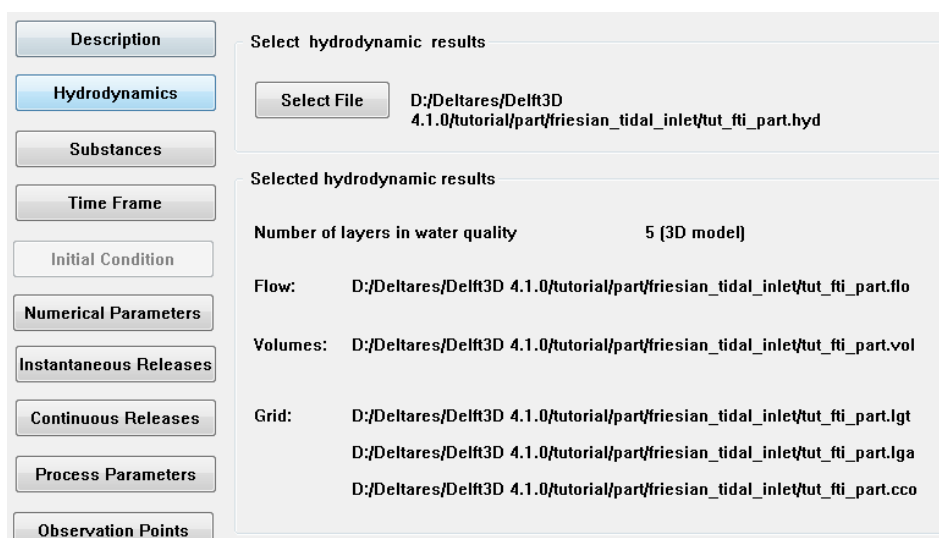 Description
Hydrodynamics
Substances
Time Frame
Initial Condition
Numerical Parameters
Instantaneous Releases
Continuous Releases
Process Parameters
Observation Points
Select hydrodynamic results
Select File
D:/Deltares/Delft3D
4.1.0/tutorial/part/friesian_tidal_inlet/tut_fti_part.hyd
Selected hydrodynamic results
Number of layers in water quality 5 (3D model)
Flow: D:/Deltares/Delft3D 4.1.0/tutorial/part/friesian_tidal_inlet/tut_fti_part.flo
Volumes: D:/Deltares/Delft3D 4.1.0/tutorial/part/friesian_tidal_inlet/tut_fti_part.vol
Grid: D:/Deltares/Delft3D 4.1.0/tutorial/part/friesian_tidal_inlet/tut_fti_part.lgt
D:/Deltares/Delft3D 4.1.0/tutorial/part/friesian_tidal_inlet/tut_fti_part.lga
D:/Deltares/Delft3D 4.1.0/tutorial/part/friesian_tidal_inlet/tut_fti_part.cco